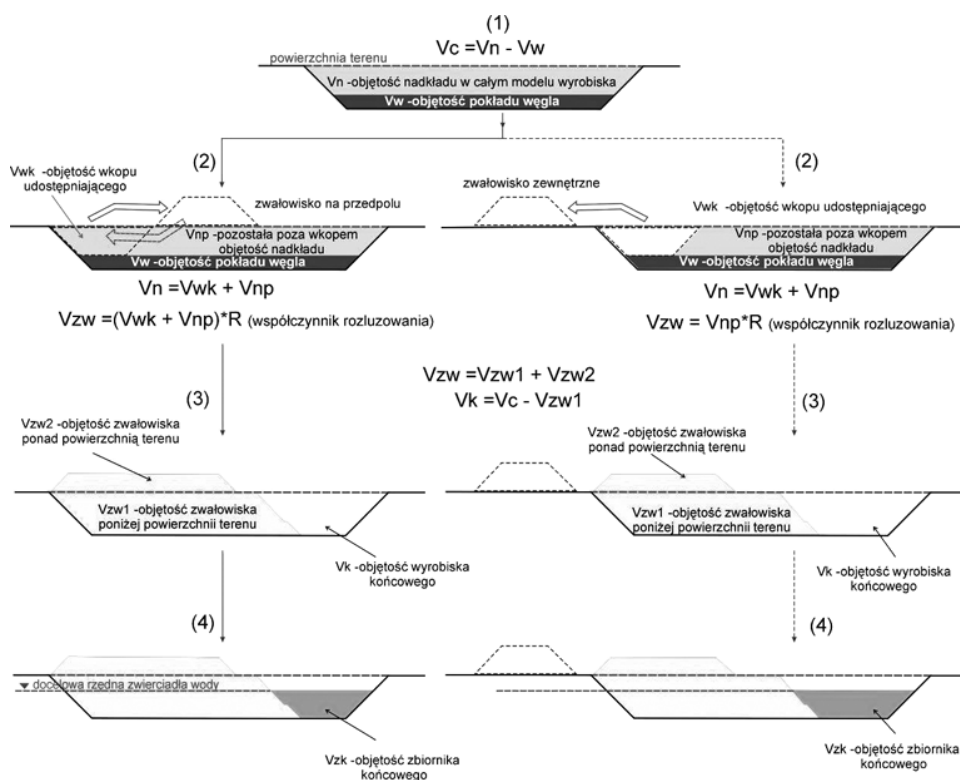 (1)
Vc =Vn - Vw
powierzchnia terenu
Vn -objętość nadkładu w całym modelu wyrobiska
Vw -objętość pokładu węgla
(2)
Vwk -objętość wkopu
udostępniającego
zwałowisko na przedpolu
Vnp-pozostała poza wkopem
objętość nadkładu
Vw -objętość pokładu węgla
Vn =Vwk + Vnp
Vzw =(Vwk + Vnp)*R (współczynnik rozluzowania)
(2)
zwałowisko zewnętrzne
Vwk -objętość wkopu udostępniającego
Vnp-pozostała poza wkopem
objętość nadkładu
Vw -objętość pokładu węgla
Vn =Vwk + Vnp
Vzw = Vnp*R (współczynnik rozluzowania)
Vzw =Vzw1 + Vzw2
Vk =Vc - Vzw1
(3)
Vzw2 -objętość zwałowiska
ponad powierzchnią terenu
Vzw1 -objętość zwałowiska
poniżej powierzchnii terenu
Vk -objętość wyrobiska
końcowego
(3)
Vzw2 -objętość zwałowiska
ponad powierzchnią terenu
Vzw1 -objętość zwałowiska
poniżej powierzchnii terenu
Vk -objętość wyrobiska
końcowego
(4)
docelowa rzędna zwierciadła wody
Vzk -objętość zbiornika
końcowego
(4)
Vzk -objętość zbiornika
końcowego